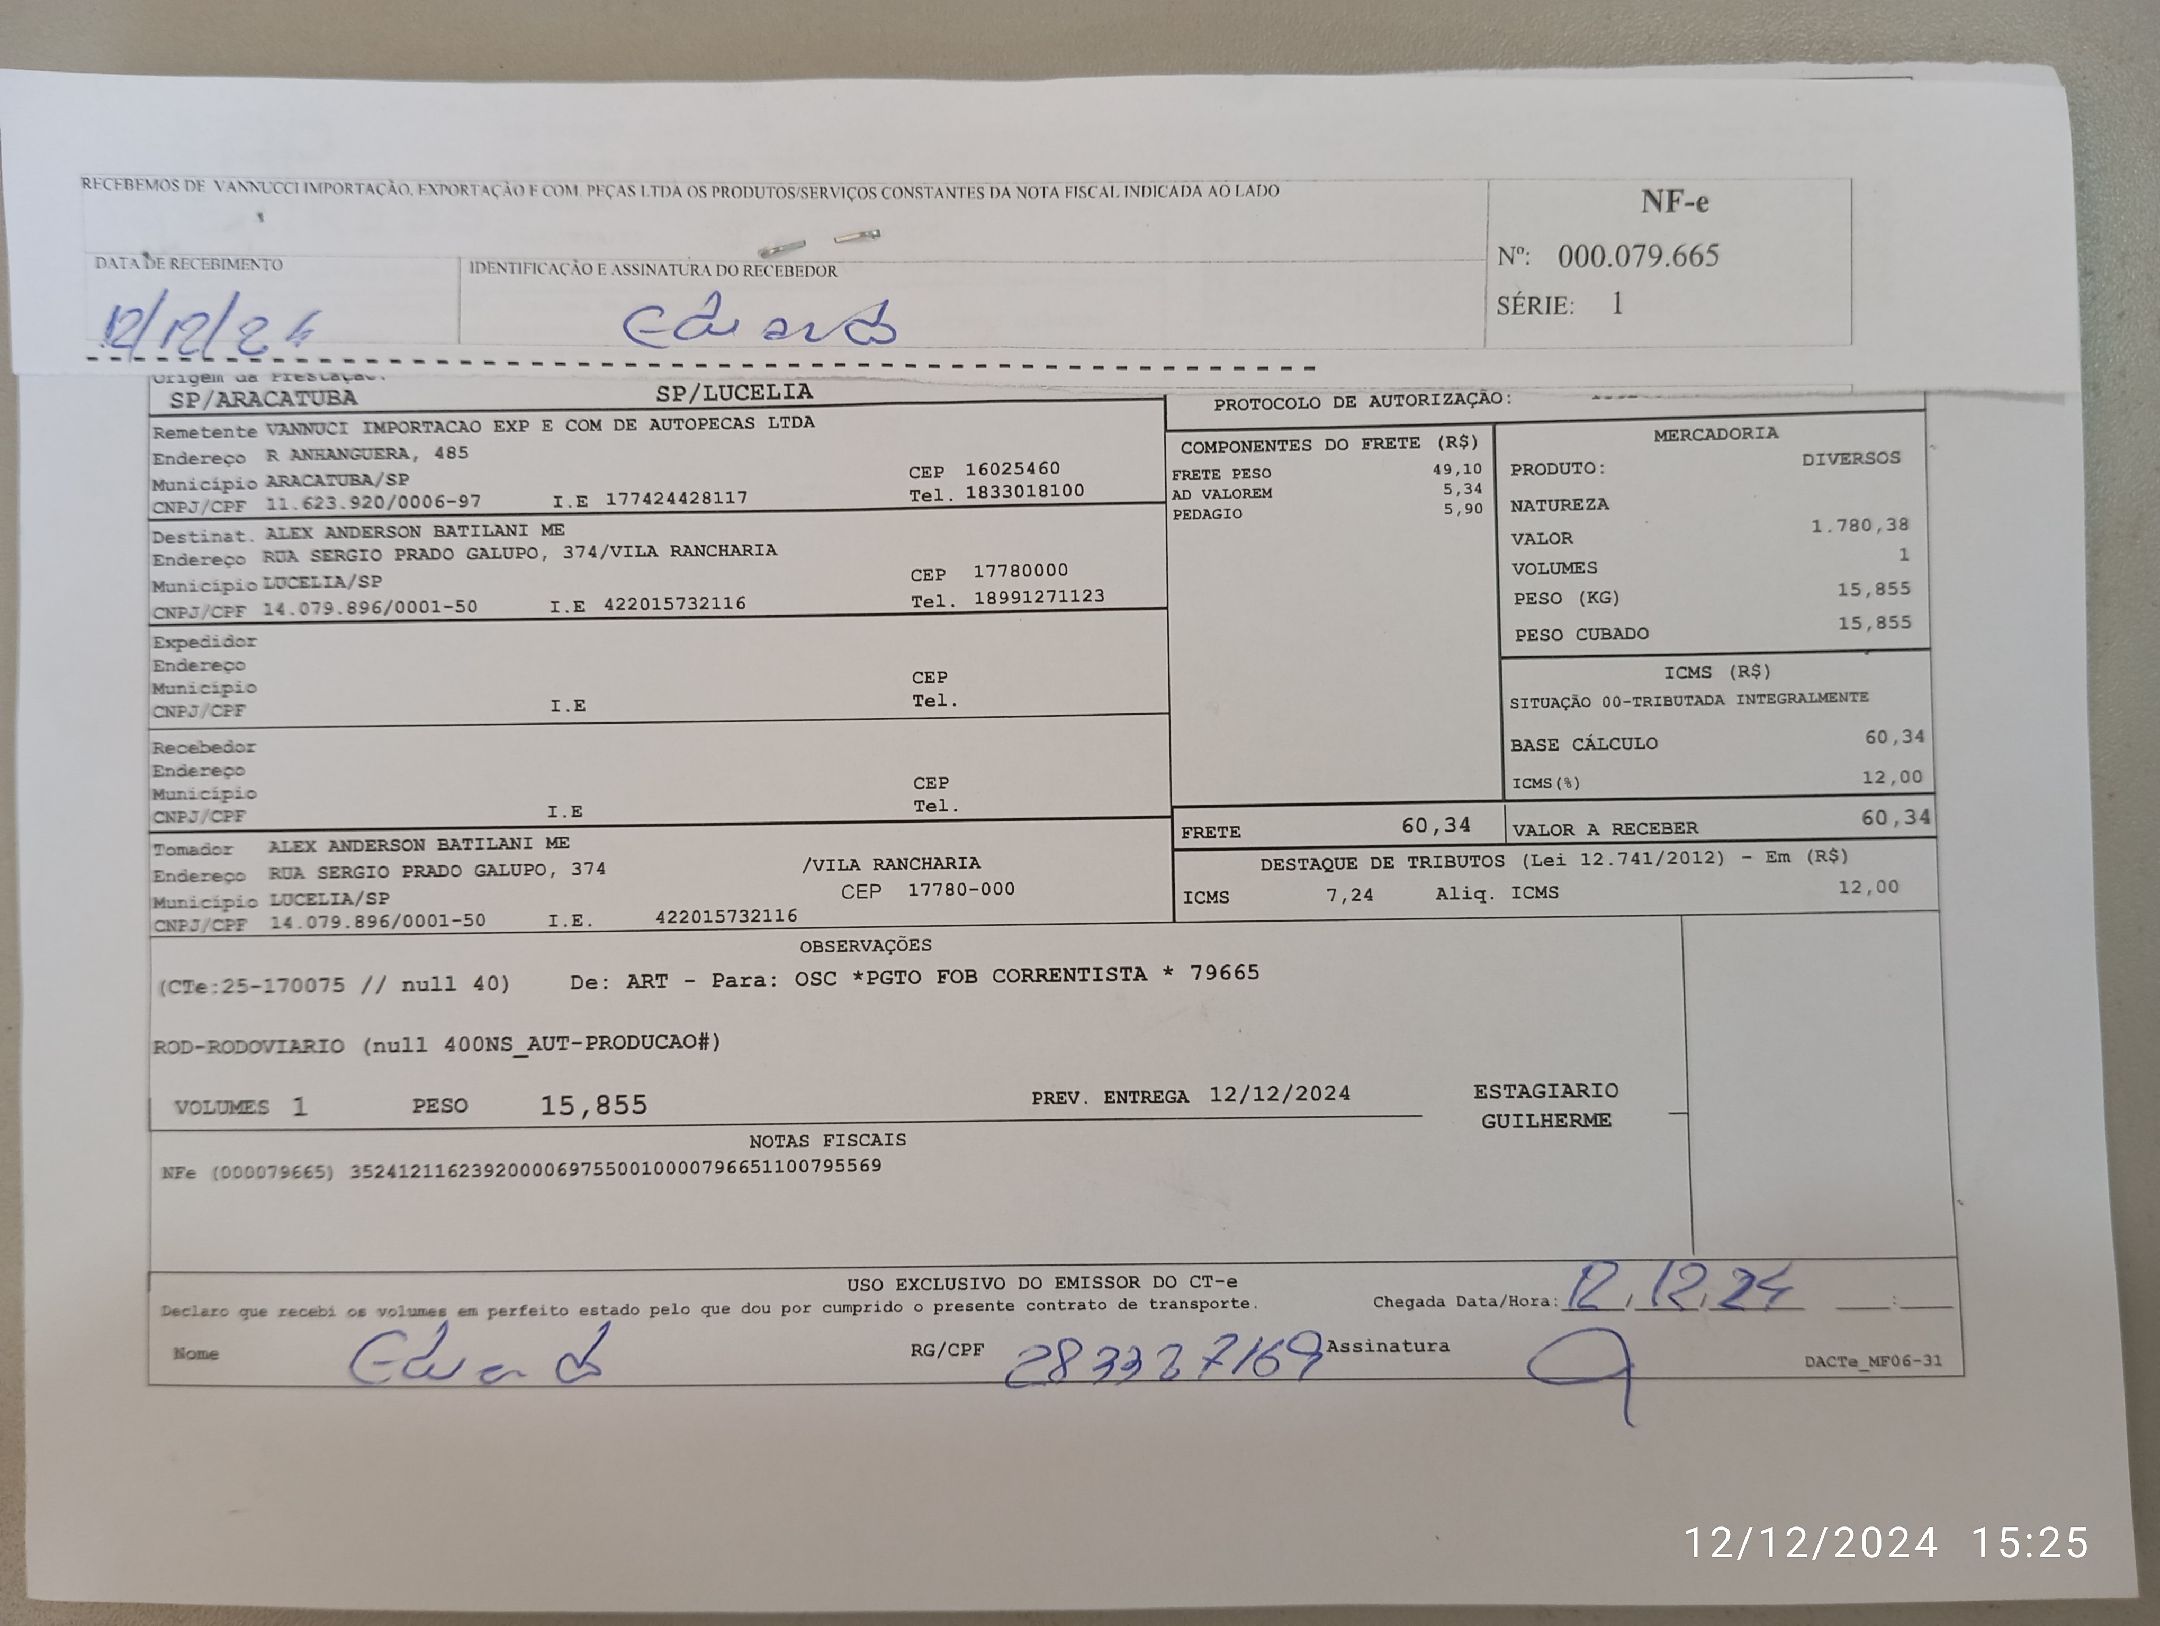 RECEBEMOS DE VANNUCCI IMPORTAÇÃO, EXPORTAÇÃO E COM. PEÇAS LTDA OS PRODUTOS/SERVIÇOS CONSTANTES DA NOTA FISCAL INDICADA AO LADO
NF-e
Nº: 000.079.665
SÉRIE: 1
DATA DE RECEBIMENTO
IDENTIFICAÇÃO E ASSINATURA DO RECEBEDOR
12/12/24
Eduardo
Origem da Prestação:
SP/ARACATUBA SP/LUCELIA
PROTOCOLO DE AUTORIZAÇÃO:
Remetente VANNUCI IMPORTACAO EXP E COM DE AUTOPECAS LTDA
Endereço R ANHANGUERA, 485
Município ARACATUBA/SP CEP 16025460
CNPJ/CPF 11.623.920/0006-97 I.E 177424428117 Tel. 1833018100
Destinat. ALEX ANDERSON BATILANI ME
Endereço RUA SERGIO PRADO GALUPO, 374/VILA RANCHARIA
Município LUCELIA/SP CEP 17780000
CNPJ/CPF 14.079.896/0001-50 I.E 422015732116 Tel. 18991271123
Expedidor
Endereço
Município CEP
CNPJ/CPF I.E Tel.
Recebedor
Endereço
Município CEP
CNPJ/CPF I.E Tel.
Tomador ALEX ANDERSON BATILANI ME
Endereço RUA SERGIO PRADO GALUPO, 374 /VILA RANCHARIA
Município LUCELIA/SP CEP 17780-000
CNPJ/CPF 14.079.896/0001-50 I.E. 422015732116
COMPONENTES DO FRETE (R$)
FRETE PESO 49,10
AD VALOREM 5,34
PEDAGIO 5,90
MERCADORIA
PRODUTO: DIVERSOS
NATUREZA
VALOR 1.780,38
VOLUMES 1
PESO (KG) 15,855
PESO CUBADO 15,855
ICMS (R$)
SITUAÇÃO 00-TRIBUTADA INTEGRALMENTE
BASE CÁLCULO 60,34
ICMS(%) 12,00
FRETE 60,34 VALOR A RECEBER 60,34
DESTAQUE DE TRIBUTOS (Lei 12.741/2012) - Em (R$)
ICMS 7,24 Aliq. ICMS 12,00
OBSERVAÇÕES
(CTe:25-170075 // null 40) De: ART - Para: OSC *PGTO FOB CORRENTISTA * 79665
ROD-RODOVIARIO (null 400NS_AUT-PRODUCAO#)
VOLUMES 1 PESO 15,855 PREV. ENTREGA 12/12/2024
ESTAGIARIO
GUILHERME
NOTAS FISCAIS
NFe (000079665) 35241211623920000697550010000796651100795569
USO EXCLUSIVO DO EMISSOR DO CT-e
Declaro que recebi os volumes em perfeito estado pelo que dou por cumprido o presente contrato de transporte.
Chegada Data/Hora: 12/12/24 :
Nome Eduardo RG/CPF 283327169 Assinatura
DACTe_MF06-31
12/12/2024 15:25